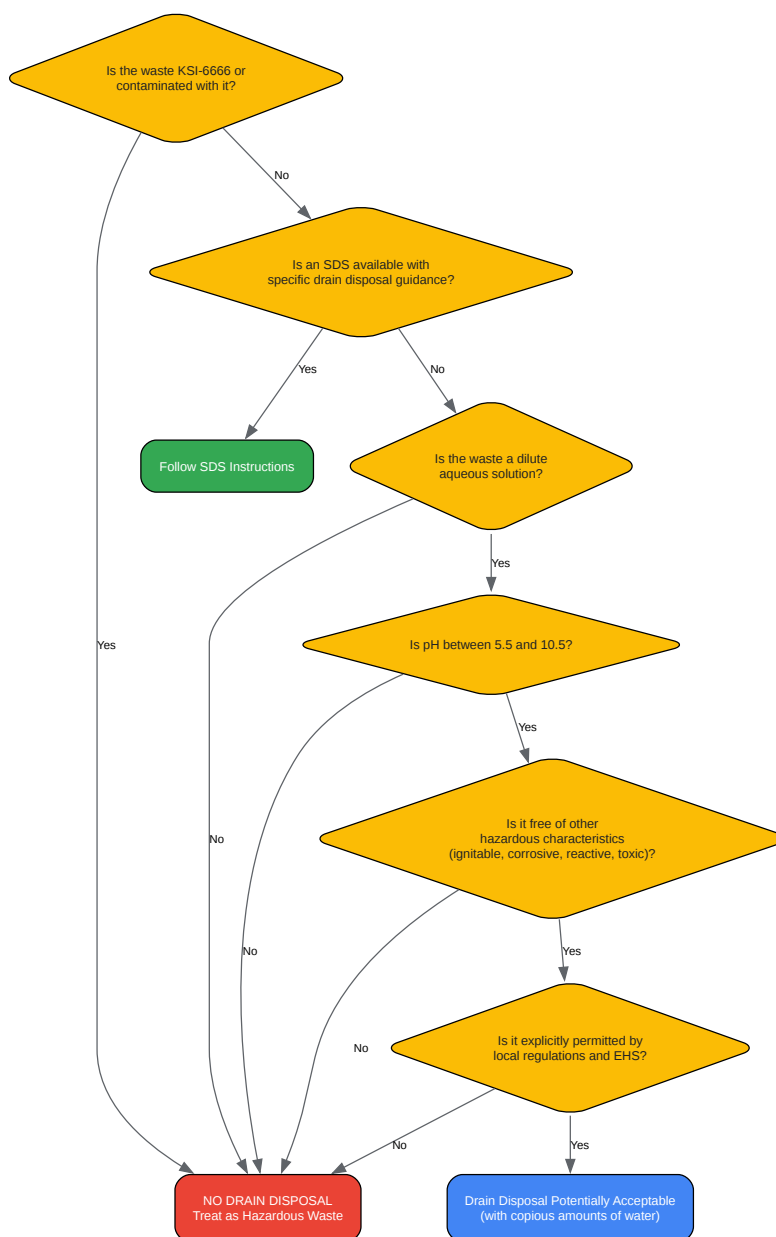 Is the waste KSI-6666 or
contaminated with it?
No
Is an SDS available with
specific drain disposal guidance?
Yes
No
Follow SDS Instructions
Is the waste a dilute
aqueous solution?
Yes
Yes
Is pH between 5.5 and 10.5?
Yes
Is it free of other
hazardous characteristics
(ignitable, corrosive, reactive, toxic)?
No
No
Yes
Is it explicitly permitted by
local regulations and EHS?
No
No
Yes
NO DRAIN DISPOSAL
Treat as Hazardous Waste
Drain Disposal Potentially Acceptable
(with copious amounts of water)